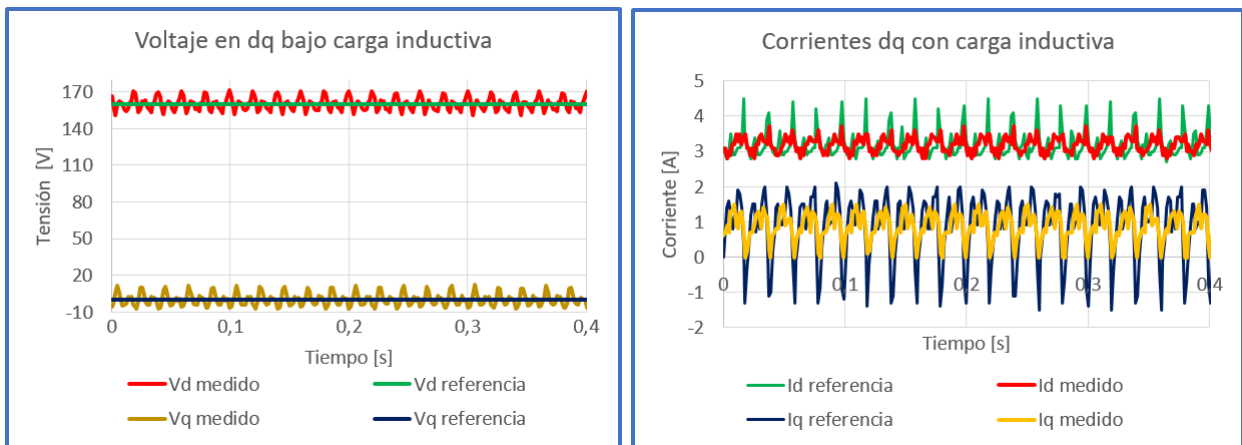 Voltaje en dq bajo carga inductiva
170
140
110
80
50
20
-10
Tensión [V]
0 0,1 0,2 0,3 0,4
Tiempo [s]
Vd medido Vd referencia
Vq medido Vq referencia
Corrientes dq con carga inductiva
5
4
3
2
1
0
-1
-2
Corriente [A]
0 0,1 0,2 0,3 0,4
Tiempo [s]
Id referencia Id medido
Iq referencia Iq medido